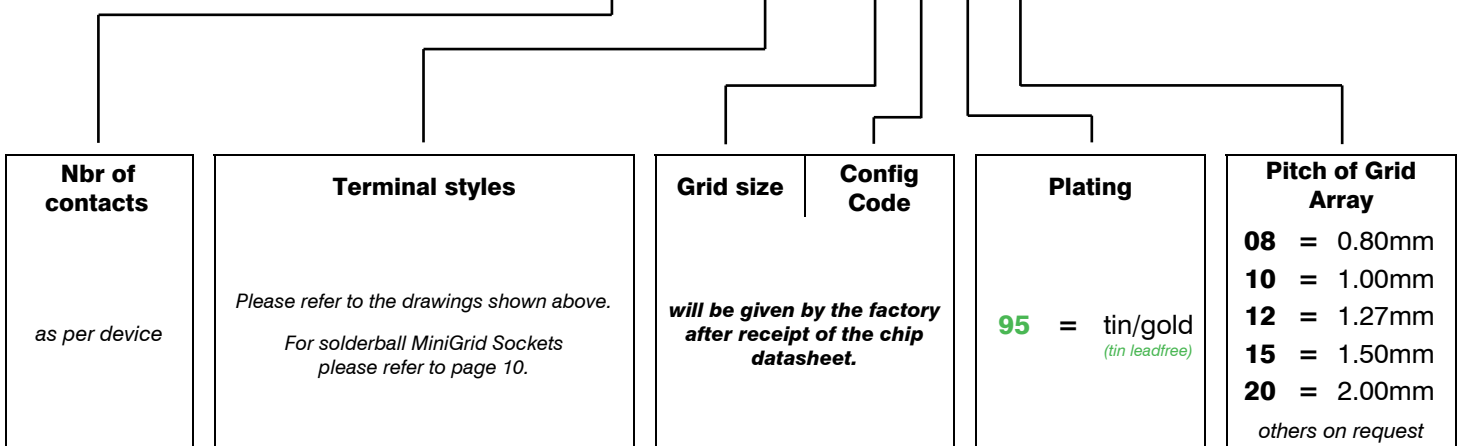 Nbr of
contacts
as per device
Terminal styles
Please refer to the drawings shown above.
For solderball MiniGrid Sockets
please refer to page 10.
Grid size
Config
Code
will be given by the factory
after receipt of the chip
datasheet.
Plating
95 = tin/gold
(tin leadfree)
Pitch of Grid
Array
08 = 0.80mm
10 = 1.00mm
12 = 1.27mm
15 = 1.50mm
20 = 2.00mm
others on request